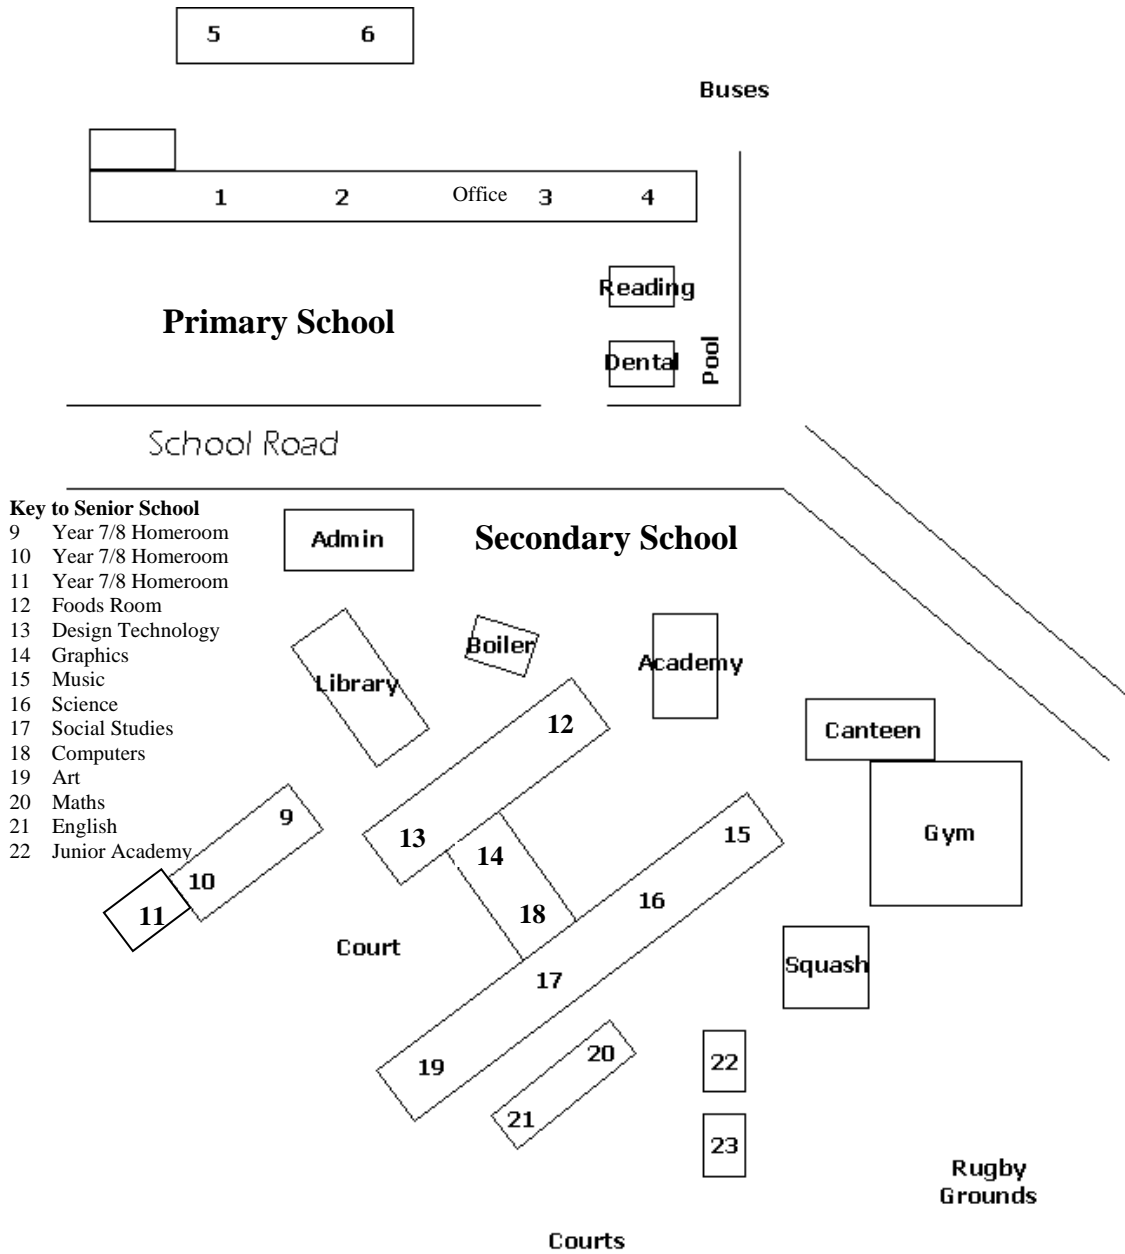 5 6
Buses
1 2 Office 3 4
Reading
Primary School
Dental
Pool
School Road
Key to Senior School
9 Year 7/8 Homeroom
10 Year 7/8 Homeroom
11 Year 7/8 Homeroom
12 Foods Room
13 Design Technology
14 Graphics
15 Music
16 Science
17 Social Studies
18 Computers
19 Art
20 Maths
21 English
22 Junior Academy
Admin
Secondary School
Boiler
Academy
Library
12
Canteen
9
13
15
Gym
14
10
16
11
18
Court
Squash
17
20
22
19
21
23
Rugby
Grounds
Courts